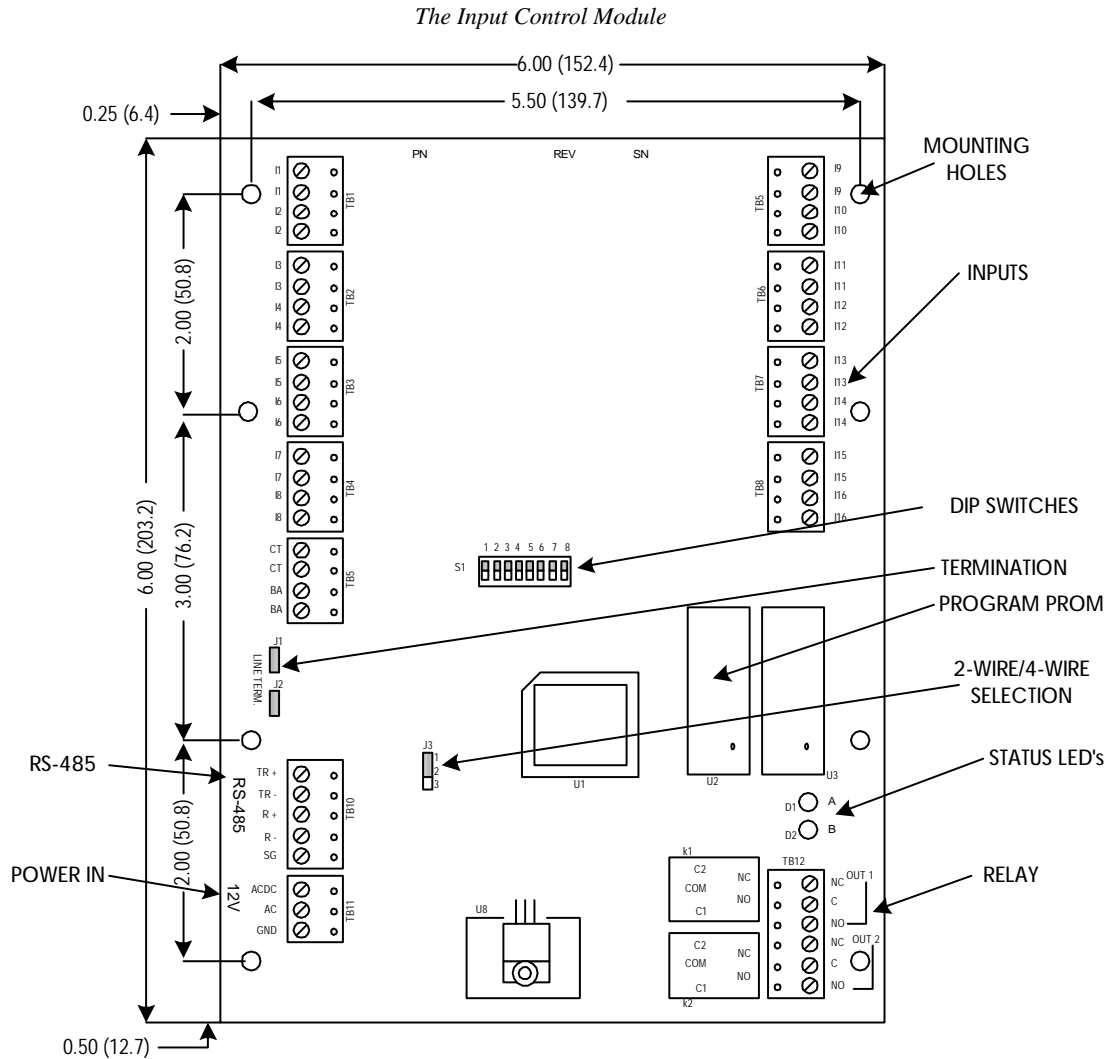 The Input Control Module
6.00 (152.4)
5.50 (139.7)
0.25 (6.4)
PN REV SN
MOUNTING
HOLES
I1
I1
I2
I2
TB1
I9
I9
I10
I10
TB5
2.00 (50.8)
I3
I3
I4
I4
TB2
I11
I11
I12
I12
TB6
INPUTS
I5
I5
I6
I6
TB3
I13
I13
I14
I14
TB7
I7
I7
I8
I8
TB4
I15
I15
I16
I16
TB8
6.00 (203.2)
3.00 (76.2)
CT
CT
BA
BA
TB5
S1
1 2 3 4 5 6 7 8
DIP SWITCHES
TERMINATION
PROGRAM PROM
2-WIRE/4-WIRE
SELECTION
J1
LINE TERM.
J2
J3
1
2
3
U1
U2
U3
RS-485
RS-485
TR +
TR -
R +
R -
SG
TB10
STATUS LED's
D1 A
D2 B
2.00 (50.8)
POWER IN
12V
ACDC
AC
GND
TB11
U8
k1
C2
COM
C1
NC
NO
C2
COM
C1
NC
NO
k2
TB12
NC OUT 1
C
NO
NC OUT 2
C
NO
RELAY
0.50 (12.7)